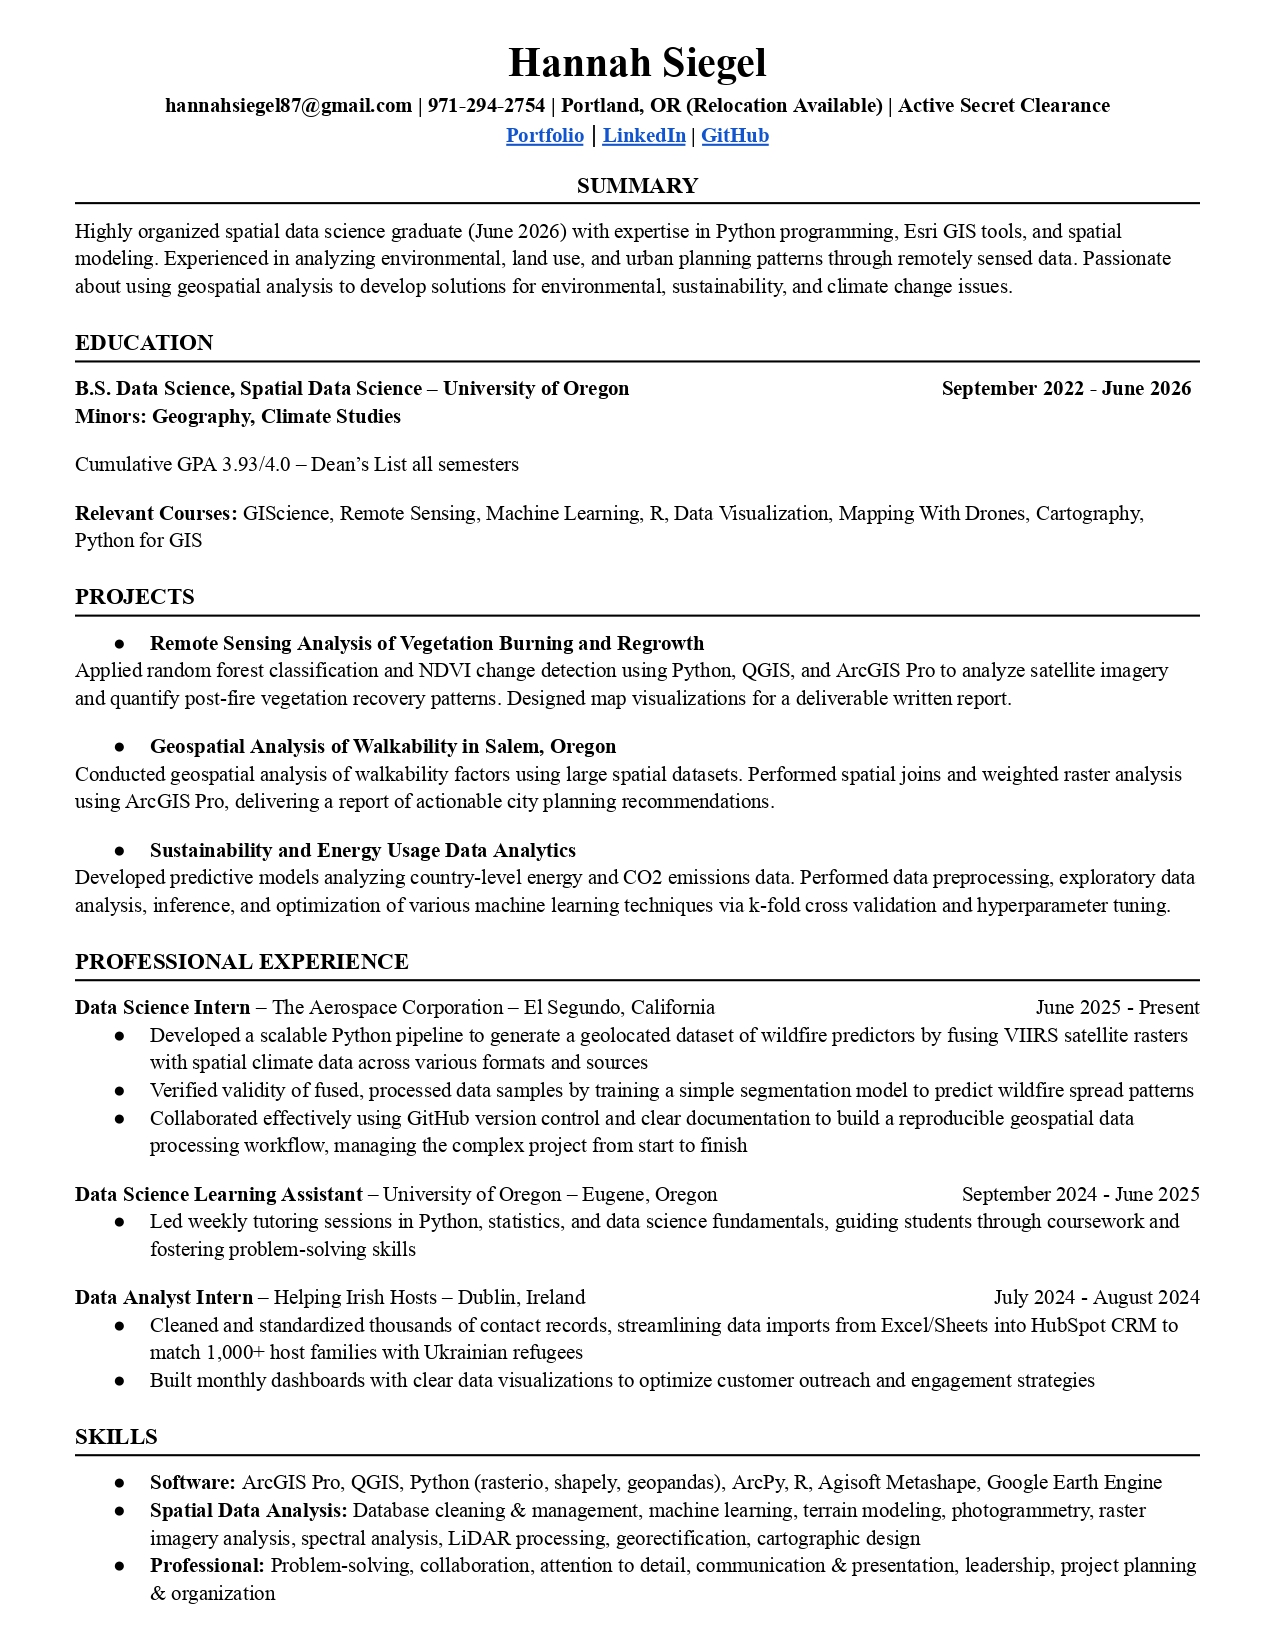 Hannah Siegel
hannahsiegel87@gmail.com | 971-294-2754 | Portland, OR (Relocation Available) | Active Secret Clearance
Portfolio | LinkedIn | GitHub
SUMMARY
Highly organized spatial data science graduate (June 2026) with expertise in Python programming, Esri GIS tools, and spatial
modeling. Experienced in analyzing environmental, land use, and urban planning patterns through remotely sensed data. Passionate
about using geospatial analysis to develop solutions for environmental, sustainability, and climate change issues.
EDUCATION
B.S. Data Science, Spatial Data Science – University of Oregon September 2022 - June 2026
Minors: Geography, Climate Studies
Cumulative GPA 3.93/4.0 – Dean’s List all semesters
Relevant Courses: GIScience, Remote Sensing, Machine Learning, R, Data Visualization, Mapping With Drones, Cartography,
Python for GIS
PROJECTS
● Remote Sensing Analysis of Vegetation Burning and Regrowth
Applied random forest classification and NDVI change detection using Python, QGIS, and ArcGIS Pro to analyze satellite imagery
and quantify post-fire vegetation recovery patterns. Designed map visualizations for a deliverable written report.
● Geospatial Analysis of Walkability in Salem, Oregon
Conducted geospatial analysis of walkability factors using large spatial datasets. Performed spatial joins and weighted raster analysis
using ArcGIS Pro, delivering a report of actionable city planning recommendations.
● Sustainability and Energy Usage Data Analytics
Developed predictive models analyzing country-level energy and CO2 emissions data. Performed data preprocessing, exploratory data
analysis, inference, and optimization of various machine learning techniques via k-fold cross validation and hyperparameter tuning.
PROFESSIONAL EXPERIENCE
Data Science Intern – The Aerospace Corporation – El Segundo, California June 2025 - Present
● Developed a scalable Python pipeline to generate a geolocated dataset of wildfire predictors by fusing VIIRS satellite rasters
with spatial climate data across various formats and sources
● Verified validity of fused, processed data samples by training a simple segmentation model to predict wildfire spread patterns
● Collaborated effectively using GitHub version control and clear documentation to build a reproducible geospatial data
processing workflow, managing the complex project from start to finish
Data Science Learning Assistant – University of Oregon – Eugene, Oregon September 2024 - June 2025
● Led weekly tutoring sessions in Python, statistics, and data science fundamentals, guiding students through coursework and
fostering problem-solving skills
Data Analyst Intern – Helping Irish Hosts – Dublin, Ireland July 2024 - August 2024
● Cleaned and standardized thousands of contact records, streamlining data imports from Excel/Sheets into HubSpot CRM to
match 1,000+ host families with Ukrainian refugees
● Built monthly dashboards with clear data visualizations to optimize customer outreach and engagement strategies
SKILLS
● Software: ArcGIS Pro, QGIS, Python (rasterio, shapely, geopandas), ArcPy, R, Agisoft Metashape, Google Earth Engine
● Spatial Data Analysis: Database cleaning & management, machine learning, terrain modeling, photogrammetry, raster
imagery analysis, spectral analysis, LiDAR processing, georectification, cartographic design
● Professional: Problem-solving, collaboration, attention to detail, communication & presentation, leadership, project planning
& organization